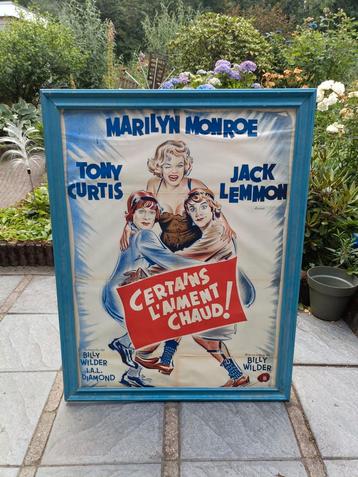 MARILYN MONROE
TONY
CURTIS
JACK
LEMMON
CERTAINS
L'AIMENT
CHAUD!
BILLY
WILDER
I.A.L.
DIAMOND
BILLY
WILDER